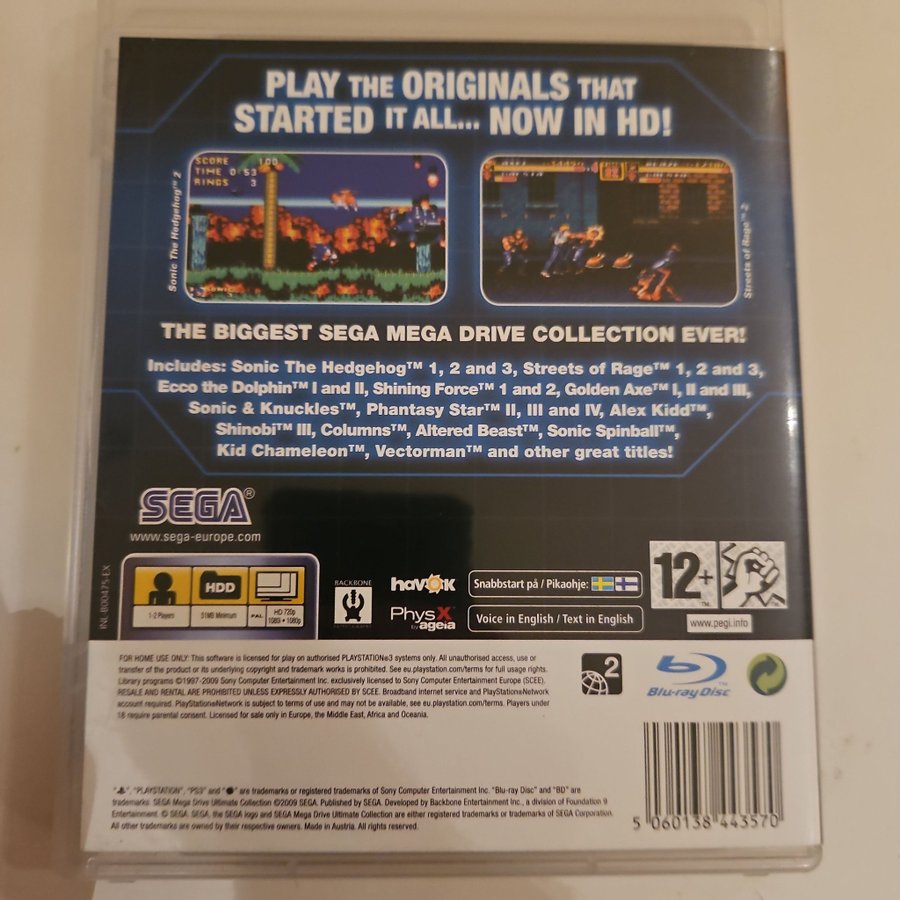 PLAY THE ORIGINALS THAT
STARTED IT ALL... NOW IN HD!
SCORE 100
TIME 0:53
RINGS 3
Sonic The Hedgehog™ 2
Streets of Rage™ 2
THE BIGGEST SEGA MEGA DRIVE COLLECTION EVER!
Includes: Sonic The Hedgehog™ 1, 2 and 3, Streets of Rage™ 1, 2 and 3,
Ecco the Dolphin™ I and II, Shining Force™ 1 and 2, Golden Axe™ I, II and III,
Sonic & Knuckles™, Phantasy Star™ II, III and IV, Alex Kidd™,
Shinobi™ III, Columns™, Altered Beast™, Sonic Spinball™,
Kid Chameleon™, Vectorman™ and other great titles!
SEGA®
www.sega-europe.com
INL-B00475-EX
HDD
1-2 Players
51MB Minimum
PAL
HD 720p
1080i • 1080p
BACKBONE
havok
PhysX
by ageia
Snabbstart på / Pikaohje:
Voice in English / Text in English
12+™
www.pegi.info
FOR HOME USE ONLY: This software is licensed for play on authorised PLAYSTATION®3 systems only. All unauthorised access, use or
transfer of the product or its underlying copyright and trademark works is prohibited. See eu.playstation.com/terms for full usage rights.
Library programs ©1997-2009 Sony Computer Entertainment Inc. exclusively licensed to Sony Computer Entertainment Europe (SCEE).
RESALE AND RENTAL ARE PROHIBITED UNLESS EXPRESSLY AUTHORISED BY SCEE. Broadband internet service and PlayStation®Network
account required. PlayStation®Network is subject to terms of use and may not be available, see eu.playstation.com/terms. Players under
18 require parental consent. Licensed for sale only in Europe, the Middle East, Africa and Oceania.
2
Blu-ray Disc™
", "PLAYSTATION", "PS3" and " " are trademarks or registered trademarks of Sony Computer Entertainment Inc. "Blu-ray Disc" and "BD" are
trademarks. SEGA Mega Drive Ultimate Collection ©2009 SEGA. Published by SEGA. Developed by Backbone Entertainment Inc., a division of Foundation 9
Entertainment. © SEGA. SEGA, the SEGA logo and SEGA Mega Drive Ultimate Collection are either registered trademarks or trademarks of SEGA Corporation.
All other trademarks are owned by their respective owners. Made in Austria. All rights reserved.
5 060138 443570